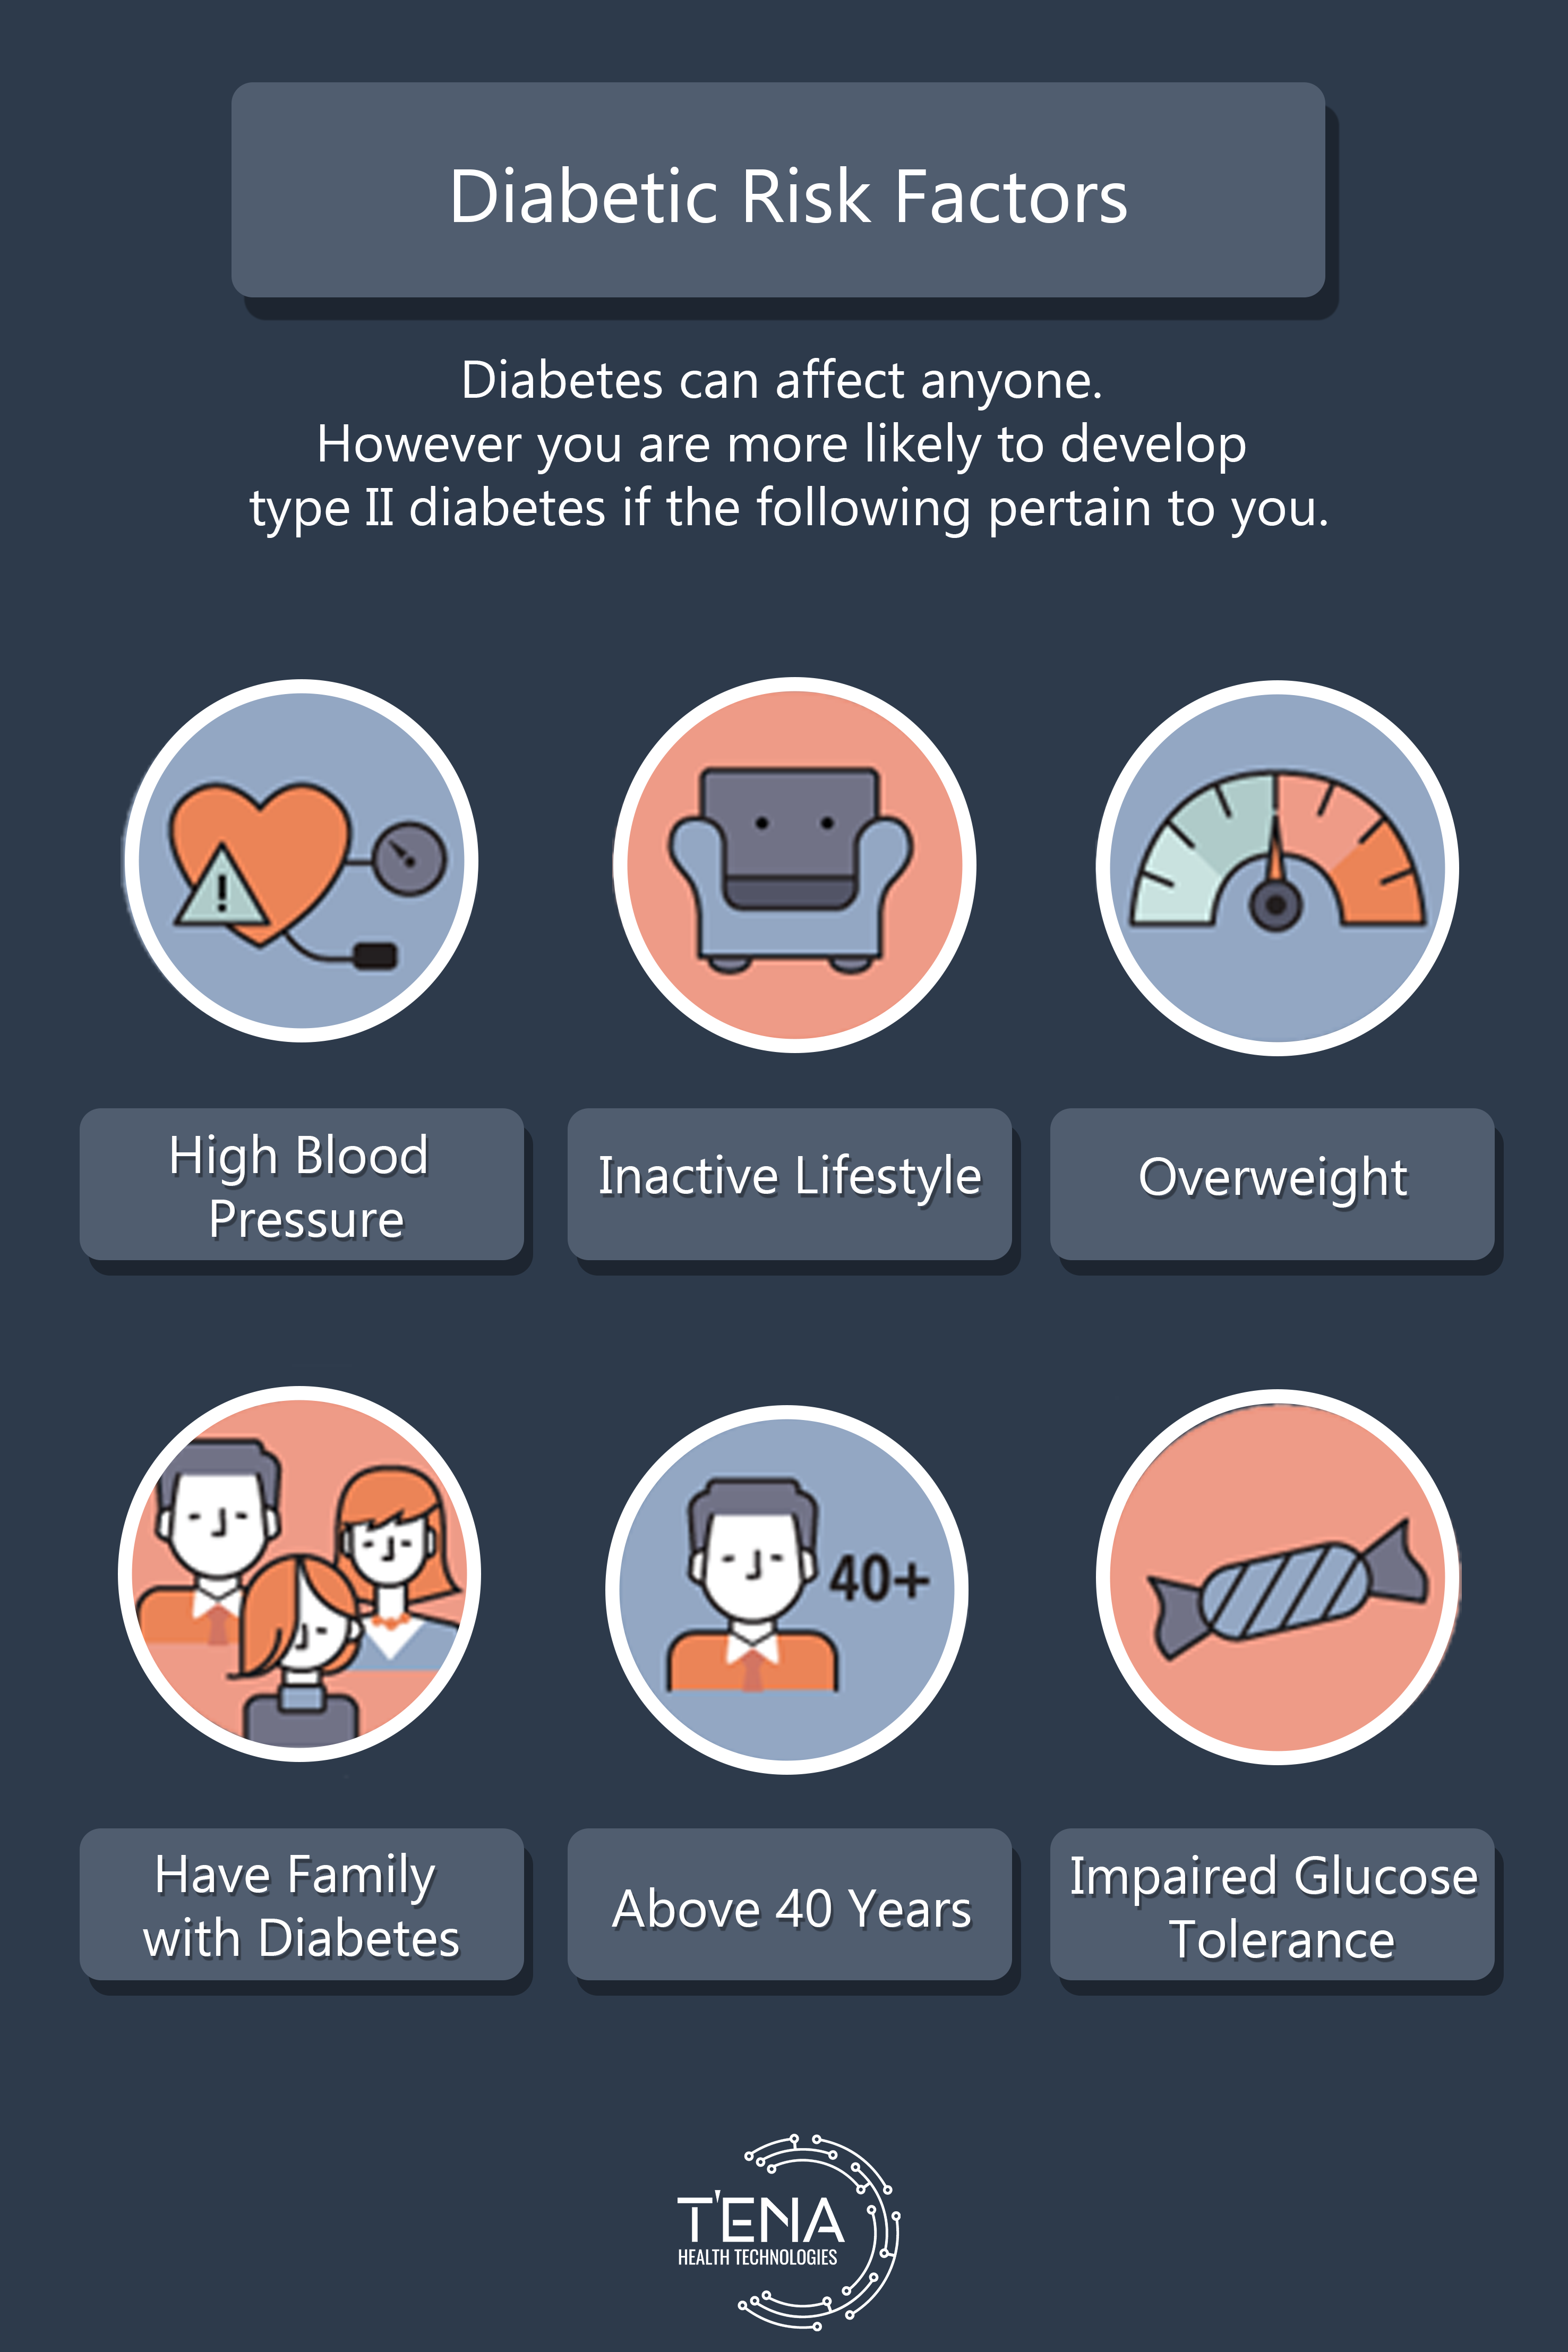 Diabetic Risk Factors
Diabetes can affect anyone.
However you are more likely to develop
type II diabetes if the following pertain to you.
High Blood
Pressure
Inactive Lifestyle
Overweight
40+
Have Family
with Diabetes
Above 40 Years
Impaired Glucose
Tolerance
T'ENA
HEALTH TECHNOLOGIES